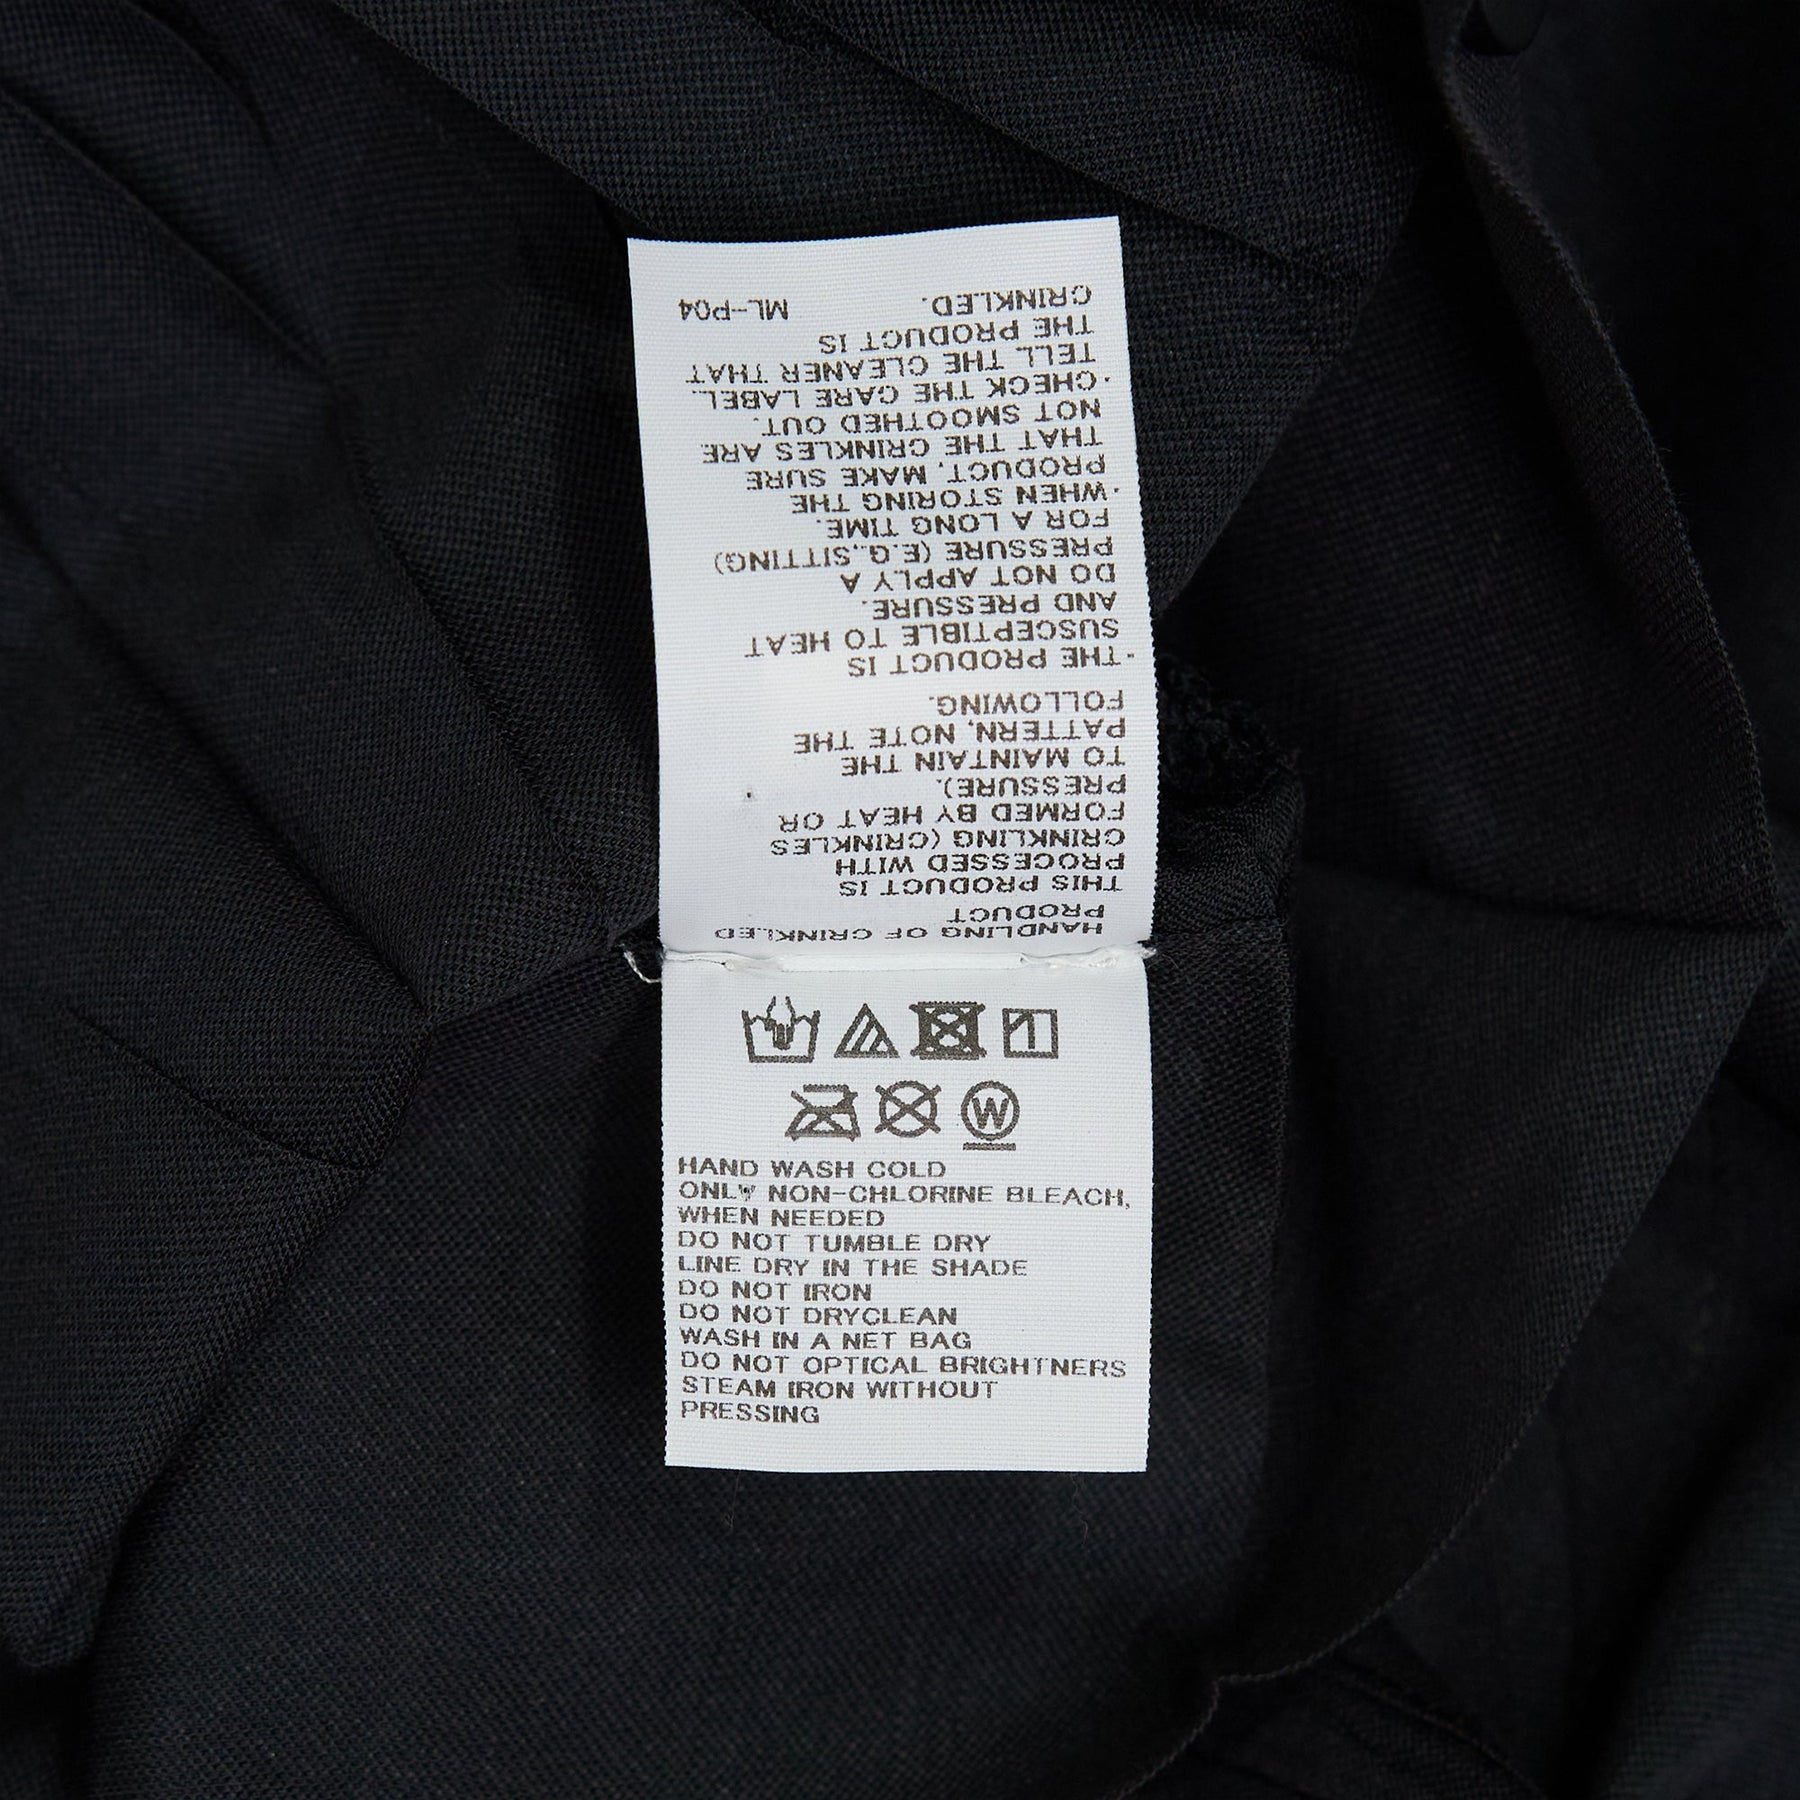 HANDLING OF CRINKLED
PRODUCT
THIS PRODUCT IS
PROCESSED WITH
CRINKLING (CRINKLES
FORMED BY HEAT OR
PRESSURE).
TO MAINTAIN THE
PATTERN, NOTE THE
FOLLOWING.
・THE PRODUCT IS
SUSCEPTIBLE TO HEAT
AND PRESSURE.
DO NOT APPLY A
PRESSURE (E.G.,SITTING)
FOR A LONG TIME.
・WHEN STORING THE
PRODUCT, MAKE SURE
THAT THE CRINKLES ARE
NOT SMOOTHED OUT.
・CHECK THE CARE LABEL.
TELL THE CLEANER THAT
THE PRODUCT IS
CRINKLED. ML-P04
W
HAND WASH COLD
ONLY NON-CHLORINE BLEACH,
WHEN NEEDED
DO NOT TUMBLE DRY
LINE DRY IN THE SHADE
DO NOT IRON
DO NOT DRYCLEAN
WASH IN A NET BAG
DO NOT OPTICAL BRIGHTNERS
STEAM IRON WITHOUT
PRESSING